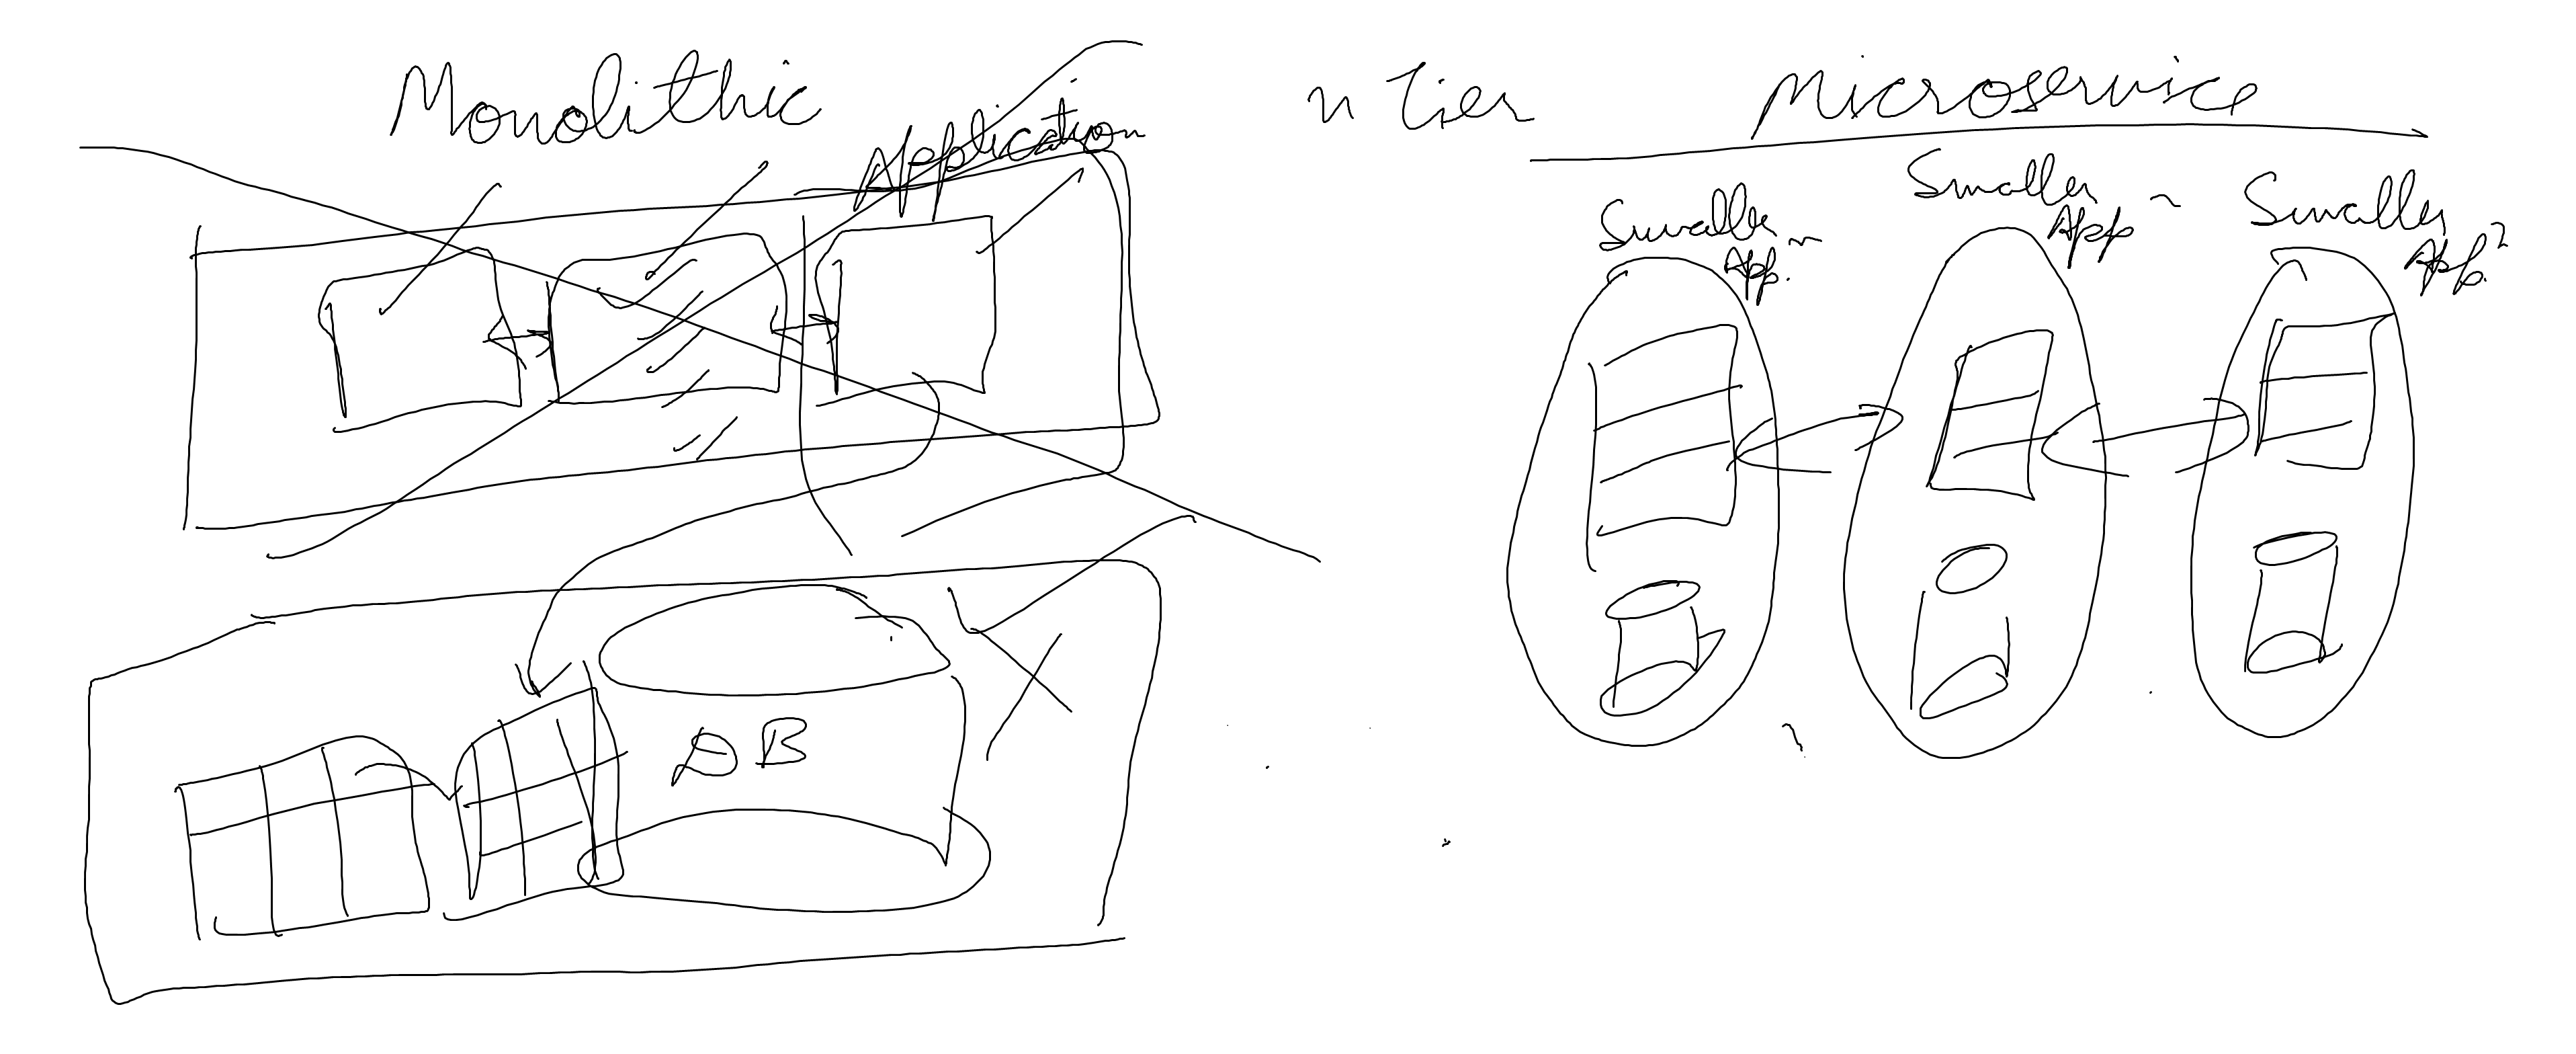 Monolithic
Application
n Tier
Microservice
Smaller
App.
Smaller
App
Smaller
App.
DB